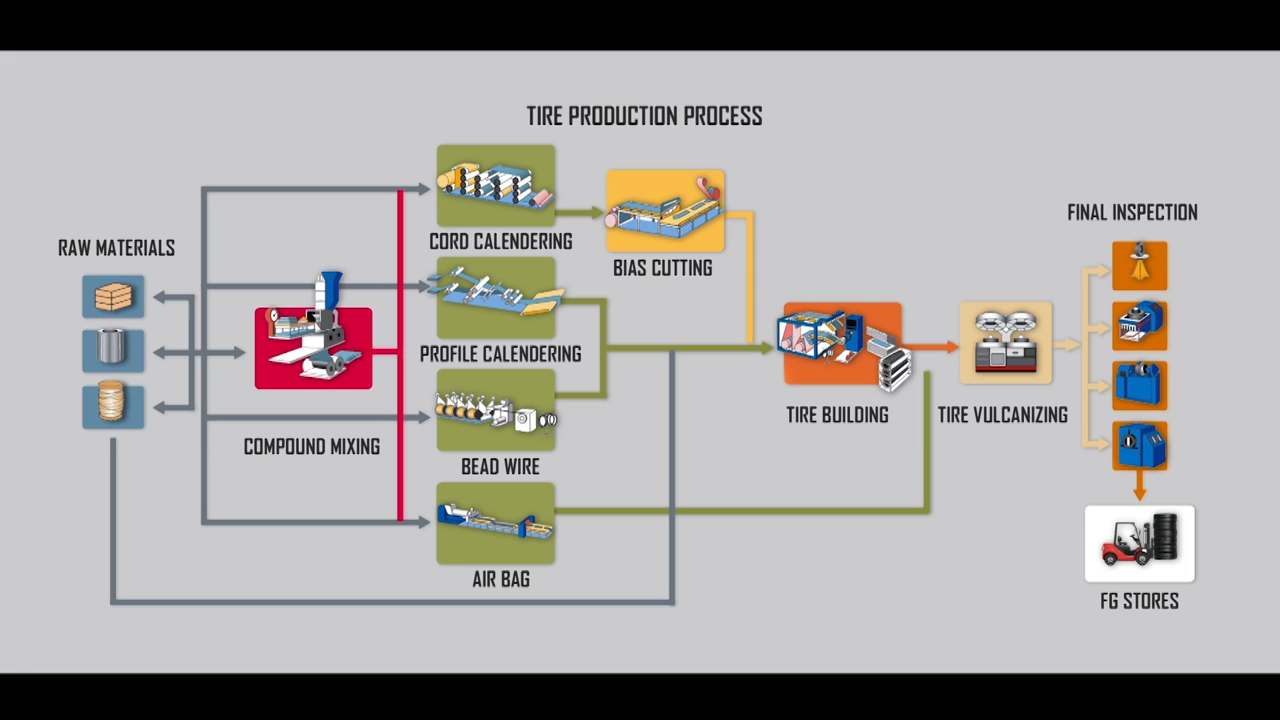 TIRE PRODUCTION PROCESS
RAW MATERIALS
COMPOUND MIXING
CORD CALENDERING
PROFILE CALENDERING
BEAD WIRE
AIR BAG
BIAS CUTTING
TIRE BUILDING
TIRE VULCANIZING
FINAL INSPECTION
FG STORES